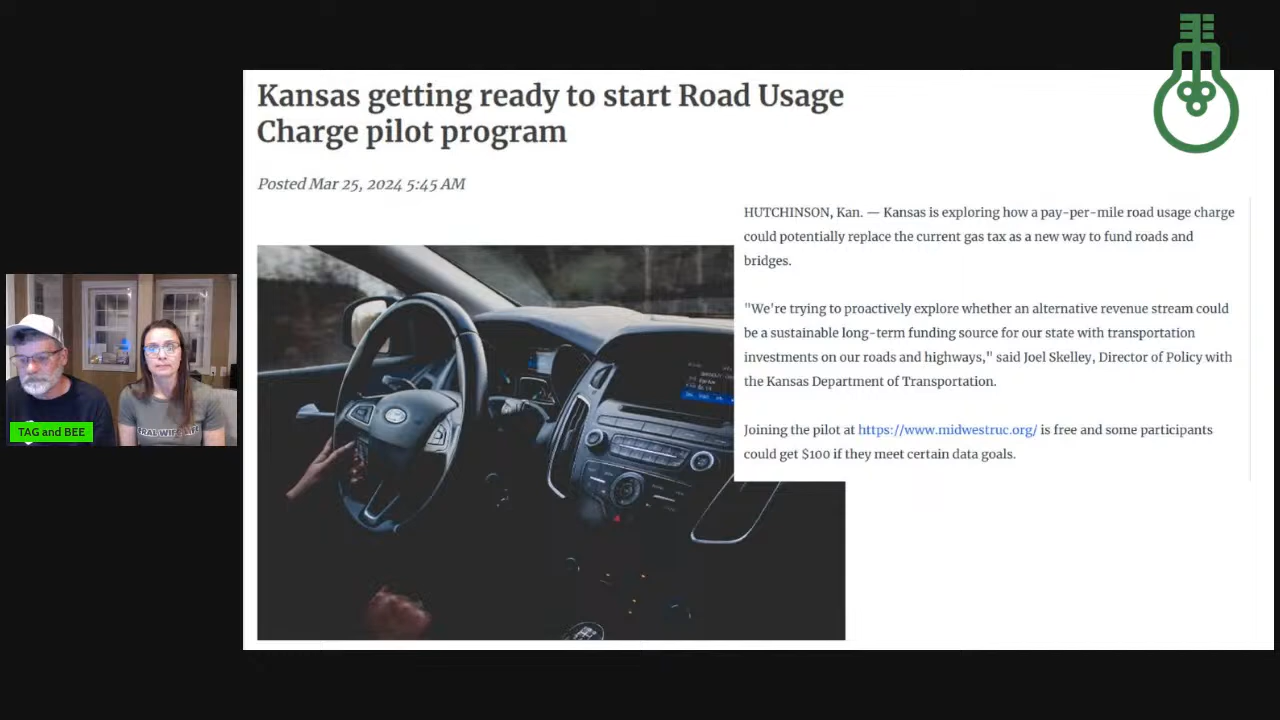 Kansas getting ready to start Road Usage
Charge pilot program
Posted Mar 25, 2024 5:45 AM
HUTCHINSON, Kan. — Kansas is exploring how a pay-per-mile road usage charge
could potentially replace the current gas tax as a new way to fund roads and
bridges.
"We're trying to proactively explore whether an alternative revenue stream could
be a sustainable long-term funding source for our state with transportation
investments on our roads and highways," said Joel Skelley, Director of Policy with
the Kansas Department of Transportation.
Joining the pilot at https://www.midwestruc.org/ is free and some participants
could get $100 if they meet certain data goals.
TAG and BEE